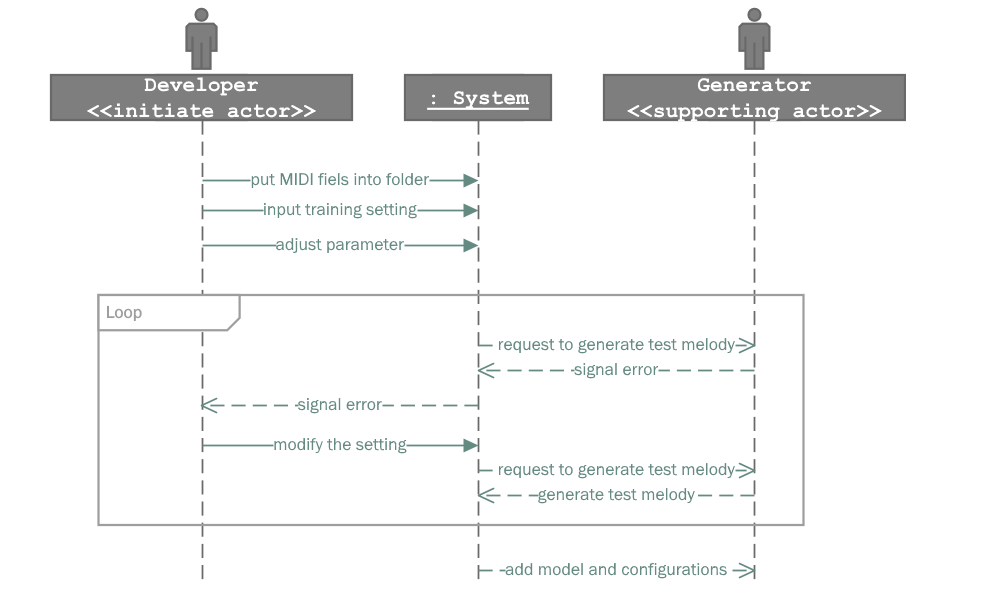 Developer
<<initiate actor>>
: System
Generator
<<supporting actor>>
put MIDI fiels into folder
input training setting
adjust parameter
Loop
request to generate test melody
signal error
signal error
modify the setting
request to generate test melody
generate test melody
add model and configurations